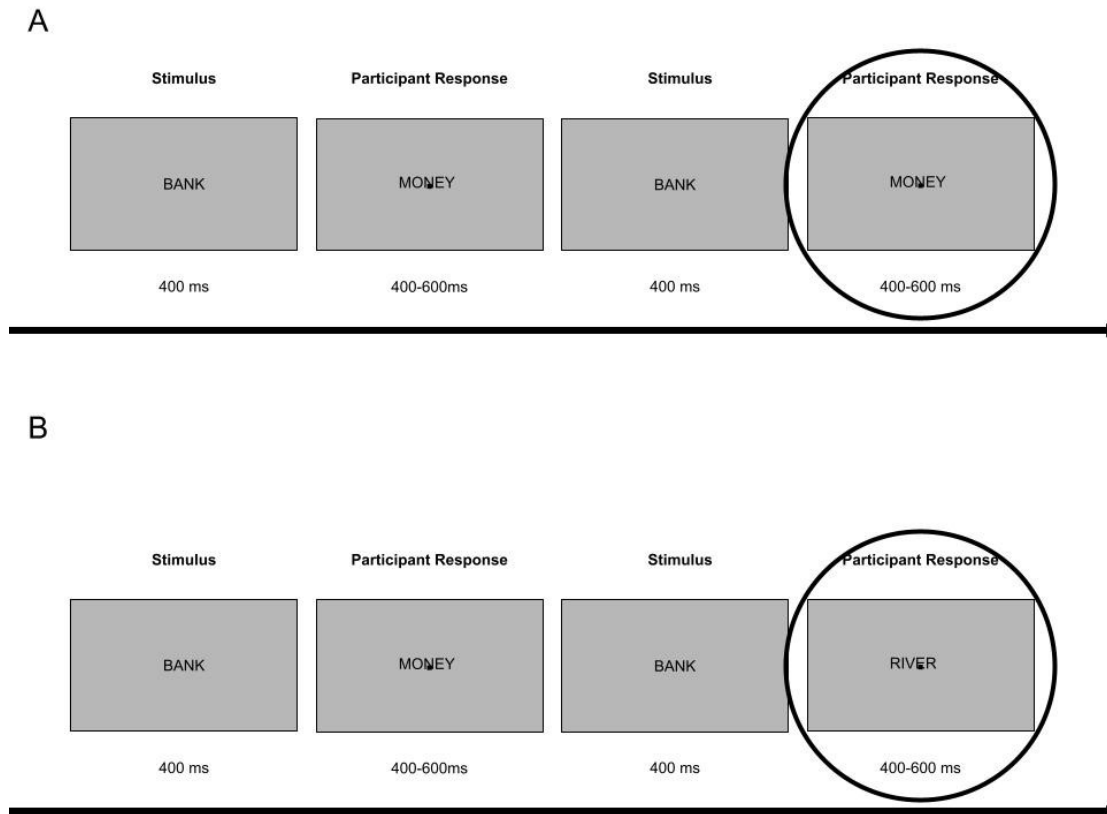 A
Stimulus Participant Response Stimulus Participant Response
BANK MONEY BANK MONEY
400 ms 400-600ms 400 ms 400-600 ms
B
Stimulus Participant Response Stimulus Participant Response
BANK MONEY BANK RIVER
400 ms 400-600ms 400 ms 400-600 ms